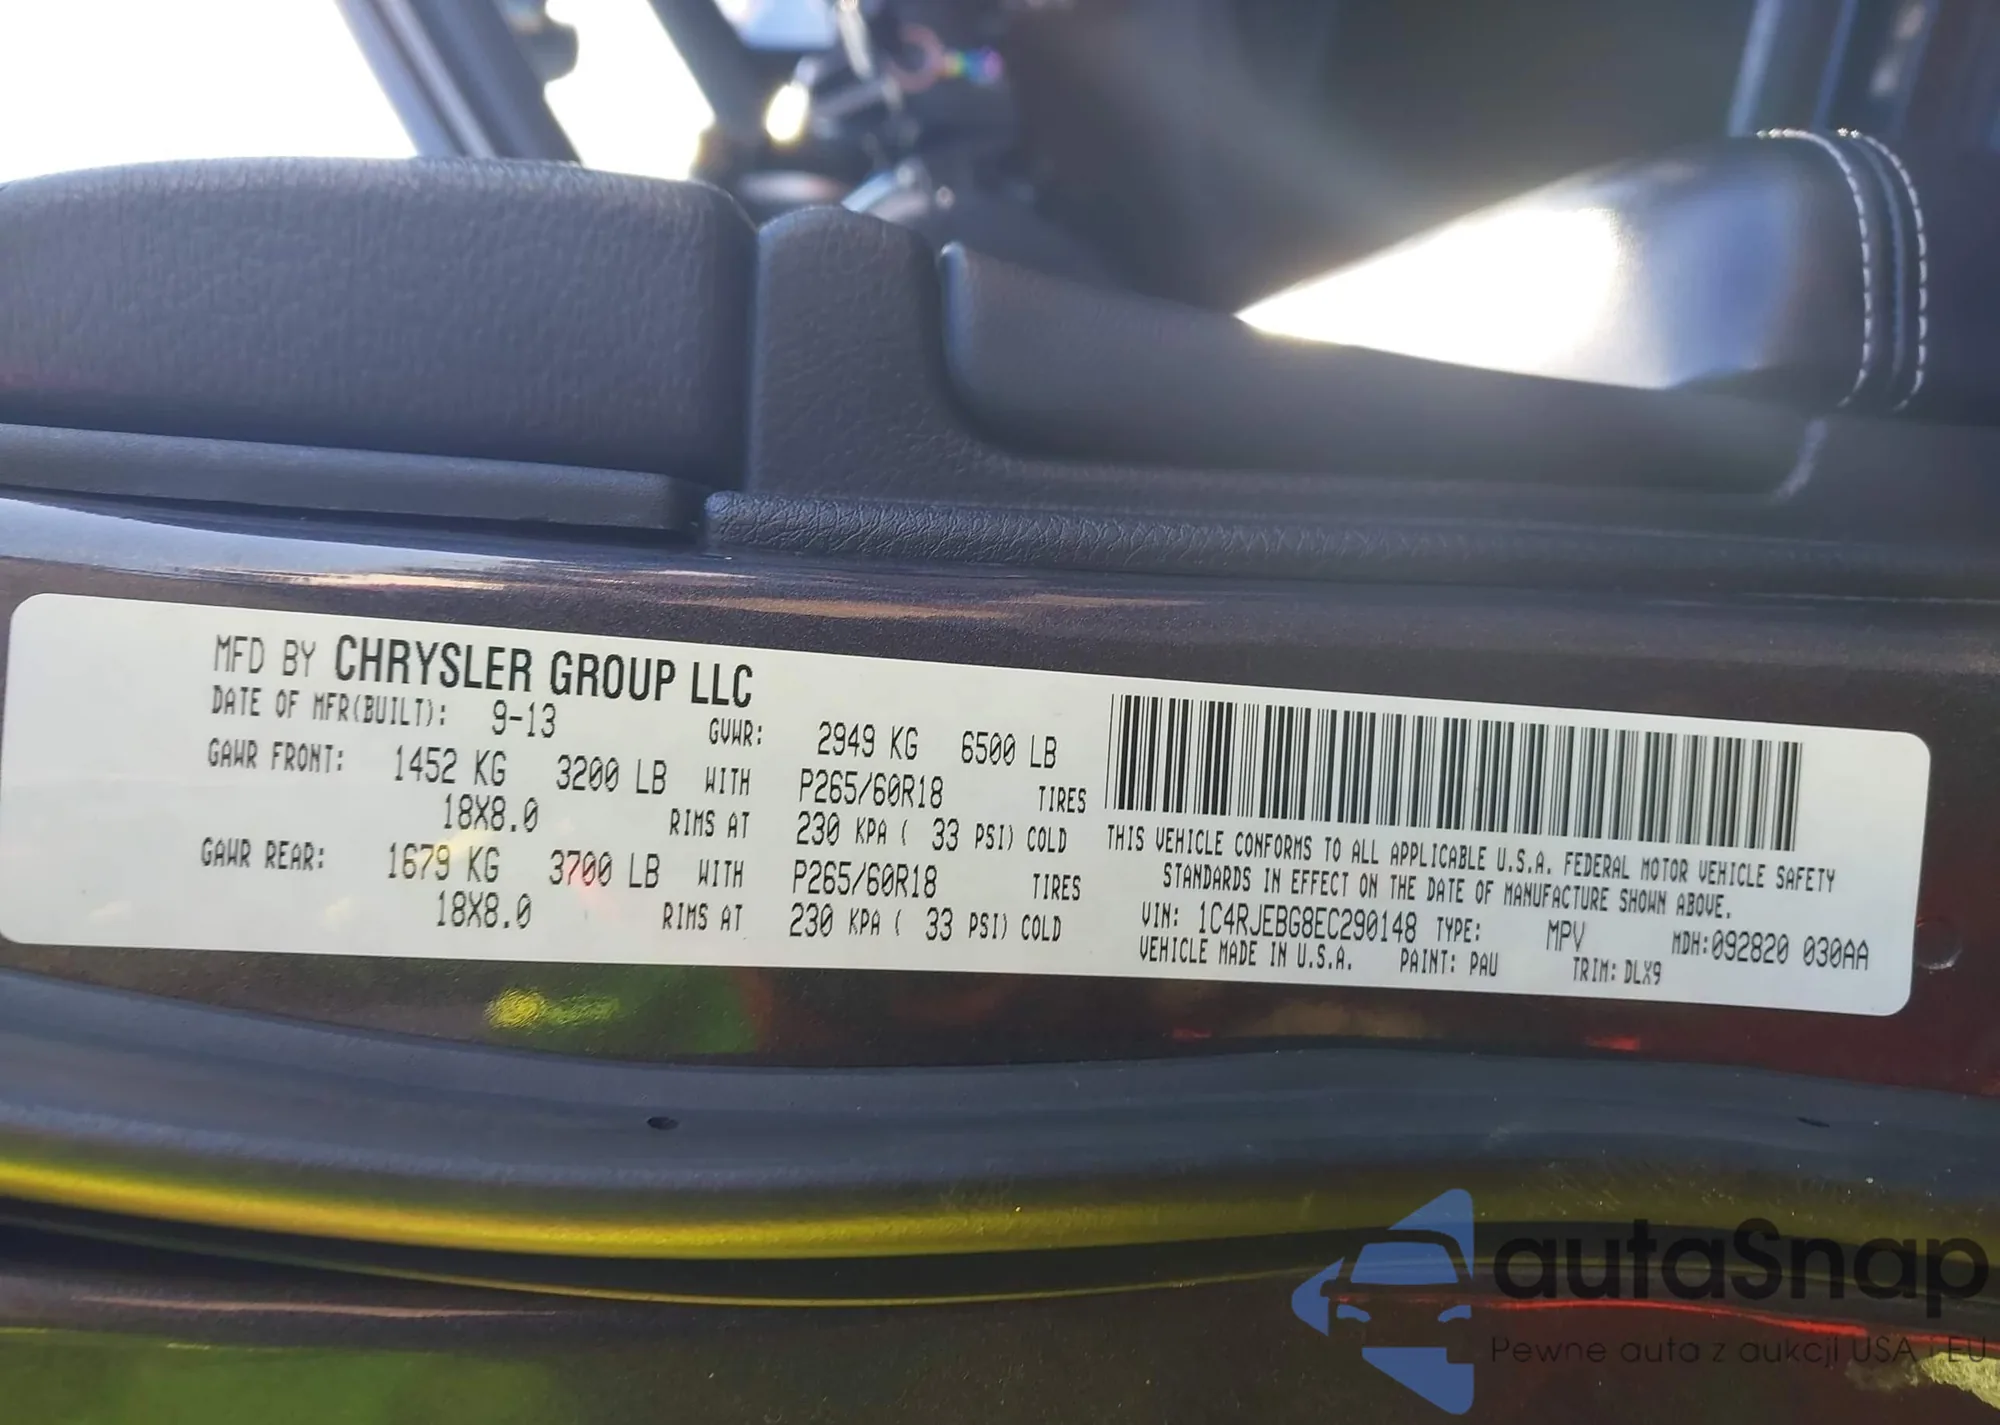 MFD BY CHRYSLER GROUP LLC
DATE OF MFR(BUILT): 9-13 GVWR: 2949 KG 6500 LB
GAWR FRONT: 1452 KG 3200 LB WITH P265/60R18 TIRES
18X8.0 RIMS AT 230 KPA ( 33 PSI) COLD
GAWR REAR: 1679 KG 3700 LB WITH P265/60R18 TIRES
18X8.0 RIMS AT 230 KPA ( 33 PSI) COLD
THIS VEHICLE CONFORMS TO ALL APPLICABLE U.S.A. FEDERAL MOTOR VEHICLE SAFETY
STANDARDS IN EFFECT ON THE DATE OF MANUFACTURE SHOWN ABOVE.
VIN: 1C4RJEBG8EC290148 TYPE: MPV MDH:092820 030AA
VEHICLE MADE IN U.S.A. PAINT: PAU TRIM: DLX9
autaSnap
Pewne auta z aukcji USA i EU